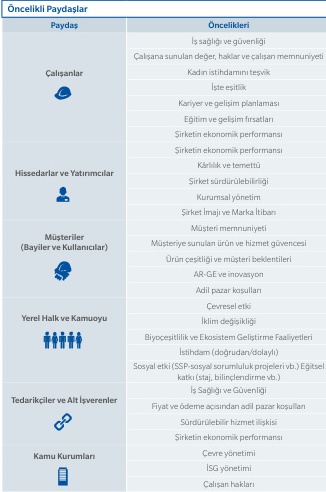 Öncelikli Paydaşlar
Paydaş
Öncelikleri
Çalışanlar
İş sağlığı ve güvenliği
Çalışana sunulan değer, haklar ve çalışan memnuniyeti
Kadın istihdamını teşvik
İşte eşitlik
Kariyer ve gelişim planlaması
Eğitim ve gelişim fırsatları
Şirketin ekonomik performansı
Hissedarlar ve Yatırımcılar
Şirketin ekonomik performansı
Kârlılık ve temettü
Şirket sürdürülebilirliği
Kurumsal yönetim
Şirket İmajı ve Marka İtibarı
Müşteriler
(Bayiler ve Kullanıcılar)
Müşteri memnuniyeti
Müşteriye sunulan ürün ve hizmet güvencesi
Ürün çeşitliği ve müşteri beklentileri
AR-GE ve inovasyon
Adil pazar koşulları
Yerel Halk ve Kamuoyu
Çevresel etki
İklim değişikliği
Biyoçeşitlilik ve Ekosistem Geliştirme Faaliyetleri
İstihdam (doğrudan/dolaylı)
Sosyal etki (SSP-sosyal sorumluluk projeleri vb.) Eğitsel
katkı (staj, bilinçlendirme vb.)
Tedarikçiler ve Alt İşverenler
İş Sağlığı ve Güvenliği
Fiyat ve ödeme açısından adil pazar koşulları
Sürdürülebilir hizmet ilişkisi
Şirketin ekonomik performansı
Kamu Kurumları
Çevre yönetimi
İSG yönetimi
Çalışan hakları